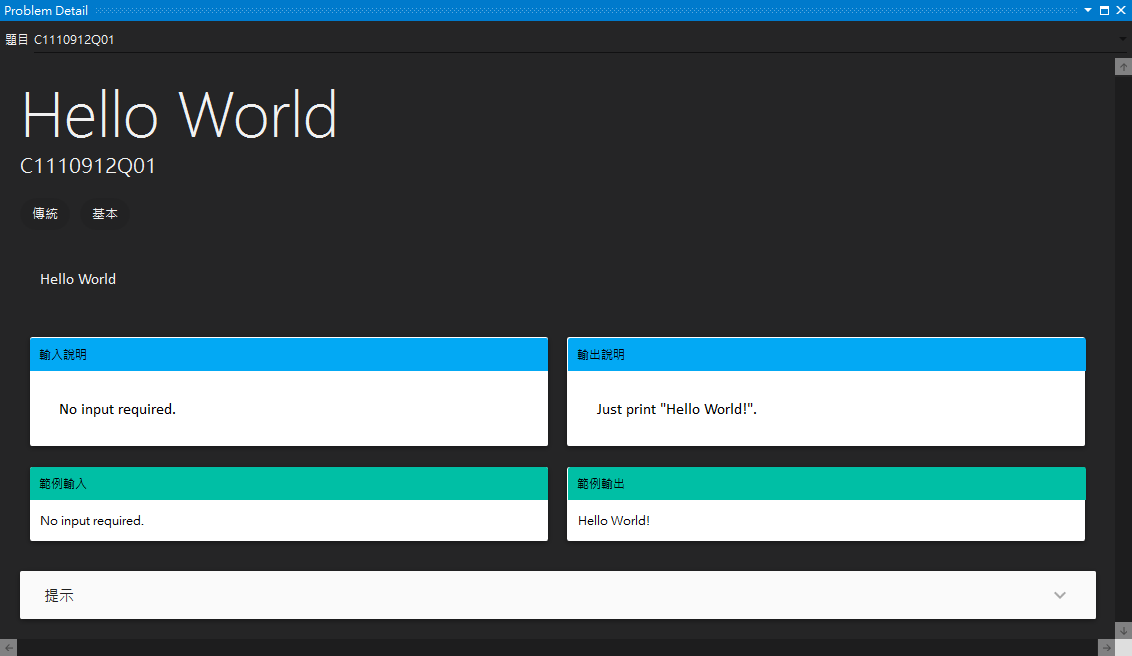 Problem Detail
題目 C1110912Q01
Hello World
C1110912Q01
傳統 基本
Hello World
輸入說明
No input required.
輸出說明
Just print "Hello World!".
範例輸入
No input required.
範例輸出
Hello World!
提示